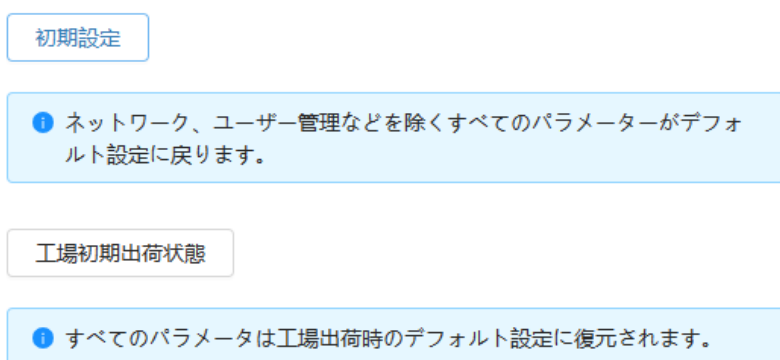 初期設定
ネットワーク、ユーザー管理などを除くすべてのパラメーターがデフォ
ルト設定に戻ります。
工場初期出荷状態
すべてのパラメータは工場出荷時のデフォルト設定に復元されます。